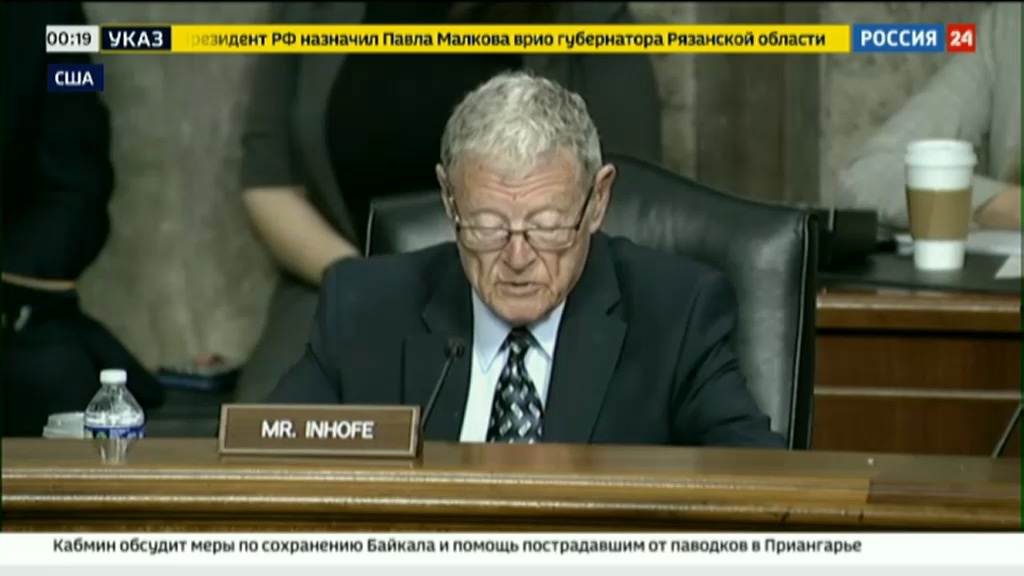 00:19 УКАЗ резидент РФ назначил Павла Малкова врио губернатора Рязанской области РОССИЯ 24
США
MR. INHOFE
Кабмин обсудит меры по сохранению Байкала и помощь пострадавшим от паводков в Приангарье